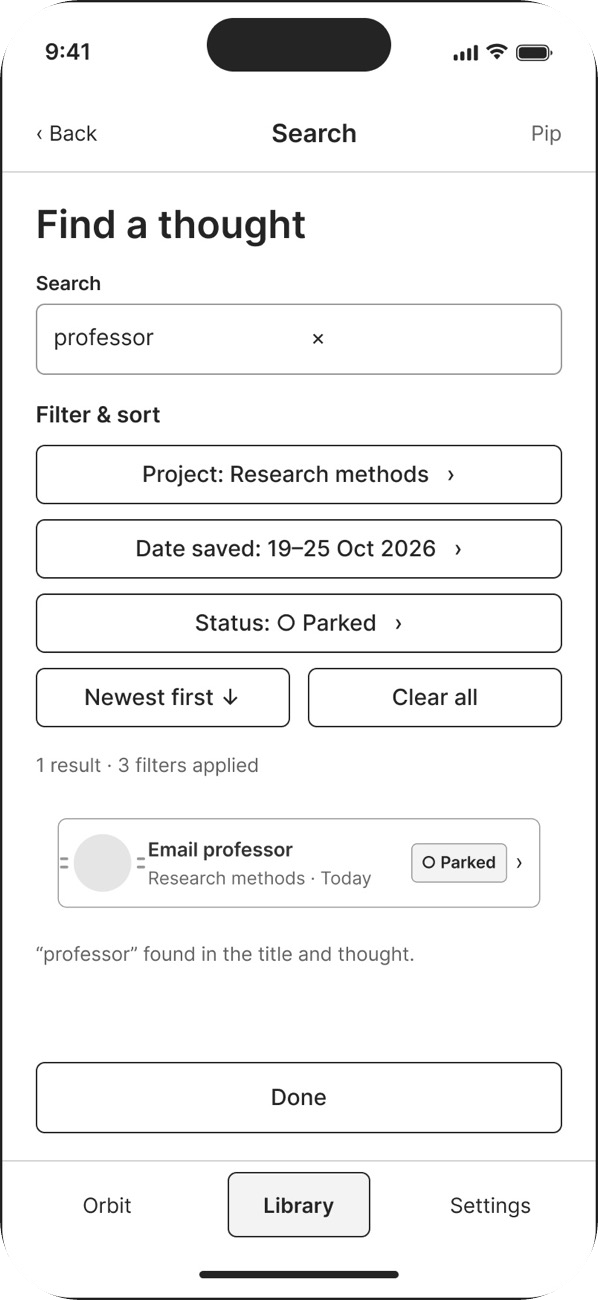 9:41
‹ Back Search Pip
Find a thought
Search
professor ×
Filter & sort
Project: Research methods ›
Date saved: 19–25 Oct 2026 ›
Status: ○ Parked ›
Newest first ↓ Clear all
1 result · 3 filters applied
Email professor
Research methods · Today
○ Parked ›
“professor” found in the title and thought.
Done
Orbit Library Settings